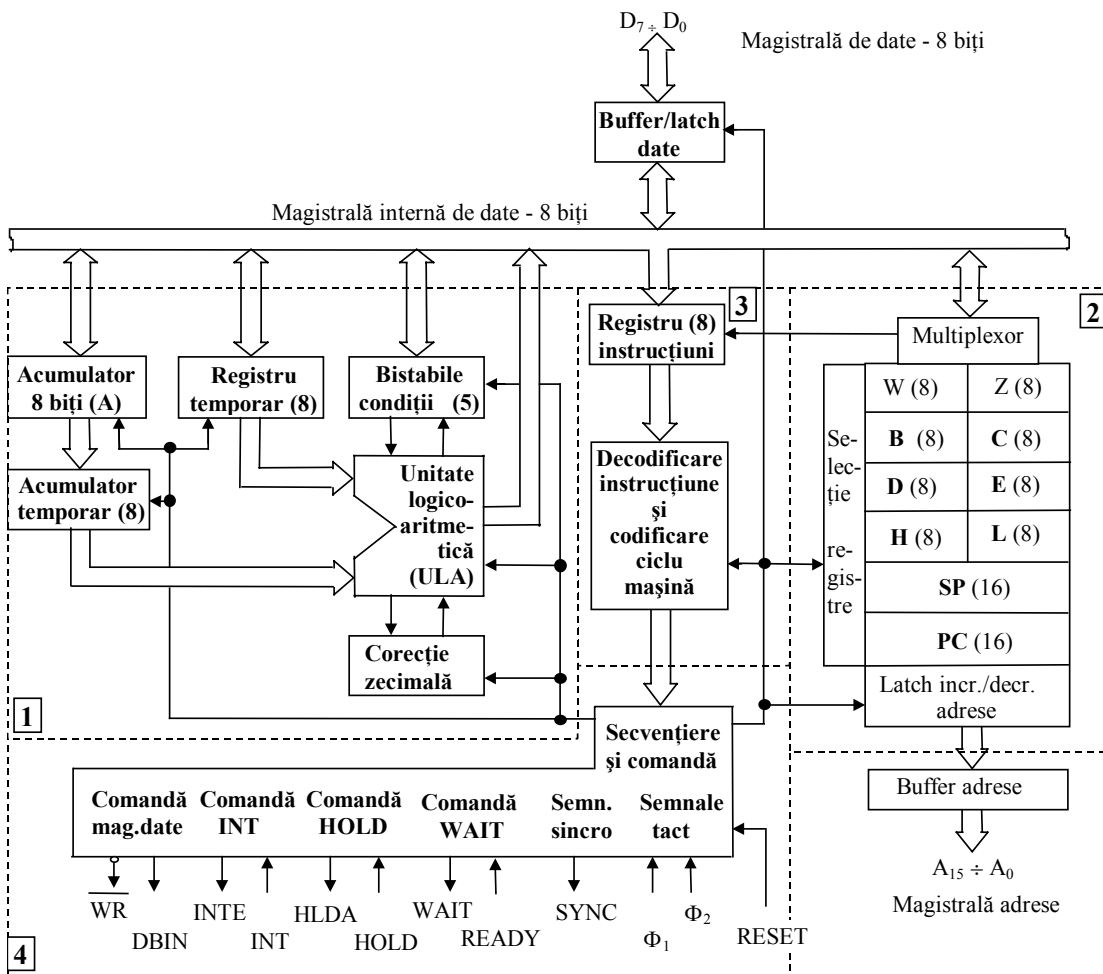 D7 ÷ D0
Magistrală de date - 8 biți
Buffer/latch
date
Magistrală internă de date - 8 biți
3
2
Registru (8)
instrucțiuni
Multiplexor
Acumulator
8 biți (A)
Registru
temporar (8)
Bistabile
condiții (5)
W (8)
Z (8)
B (8)
C (8)
D (8)
E (8)
H (8)
L (8)
SP (16)
PC (16)
Se-
lec-
ție
re-
gis-
tre
Latch incr./decr.
adrese
Acumulator
temporar (8)
Unitate
logico-
aritme-
tică
(ULA)
Decodificare
instrucțiune
şi
codificare
ciclu
maşină
Corecție
zecimală
1
Secvențiere
şi comandă
Comandă
mag.date
Comandă
INT
Comandă
HOLD
Comandă
WAIT
Semn.
sincro
Semnale
tact
Buffer adrese
A15 ÷ A0
Magistrală adrese
WR
DBIN
INTE
INT
HLDA
HOLD
WAIT
READY
SYNC
Φ1
Φ2
RESET
4